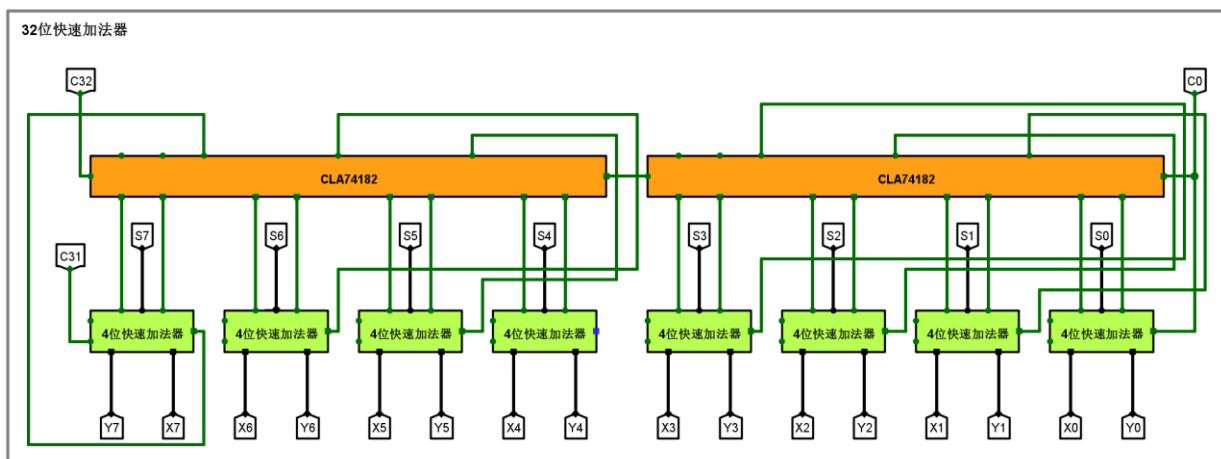 32位快速加法器
C32
C0
CLA74182
CLA74182
C31
S7
S6
S5
S4
S3
S2
S1
S0
4位快速加法器
4位快速加法器
4位快速加法器
4位快速加法器
4位快速加法器
4位快速加法器
4位快速加法器
4位快速加法器
Y7
X7
X6
Y6
X5
Y5
X4
Y4
X3
Y3
X2
Y2
X1
Y1
X0
Y0